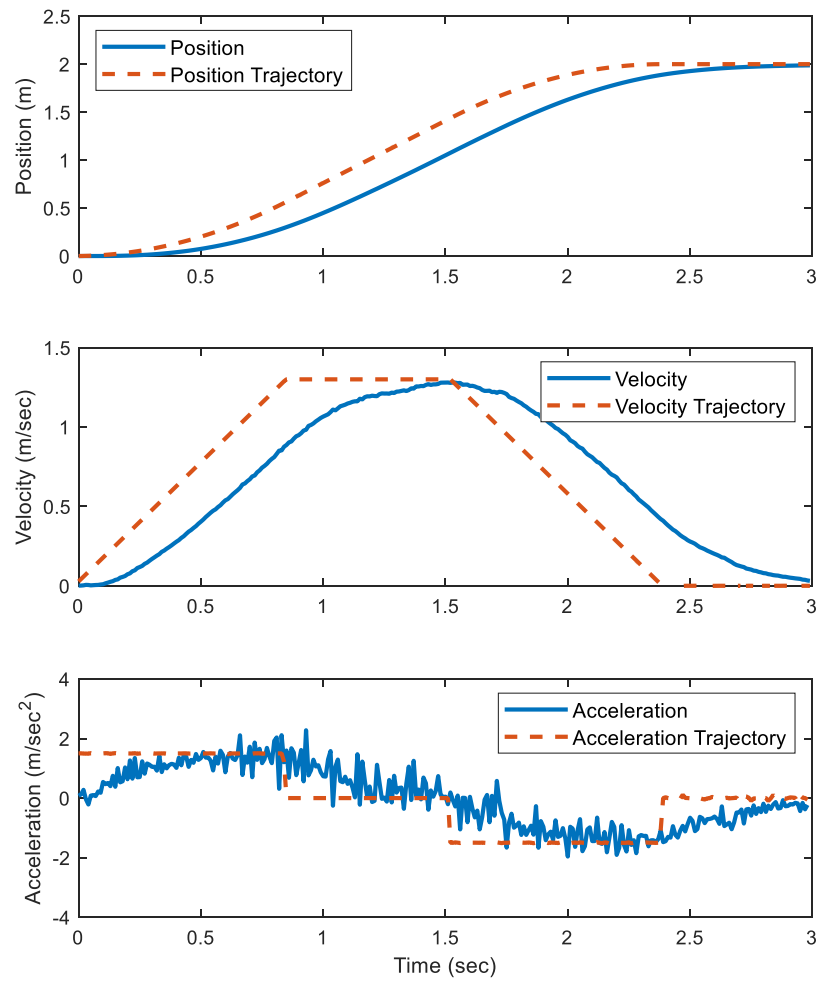 2.5
2
1.5
1
0.5
0
Position (m)
Position
Position Trajectory
0 0.5 1 1.5 2 2.5 3
1.5
1
0.5
0
Velocity (m/sec)
Velocity
Velocity Trajectory
0 0.5 1 1.5 2 2.5 3
4
2
0
-2
-4
Acceleration (m/sec²)
Acceleration
Acceleration Trajectory
0 0.5 1 1.5 2 2.5 3
Time (sec)